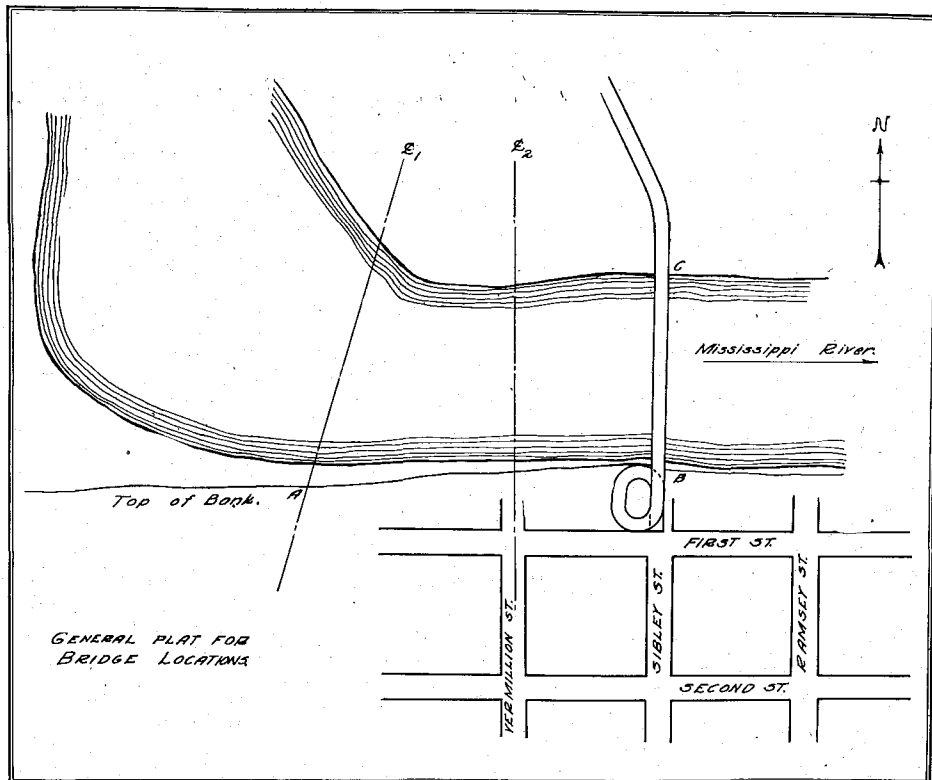 N
℄1
℄2
C
Mississippi River.
Top of Bank.
A
B
FIRST ST.
VERMILLION ST.
SIBLEY ST.
RAMSEY ST.
GENERAL PLAT FOR
BRIDGE LOCATIONS
SECOND ST.